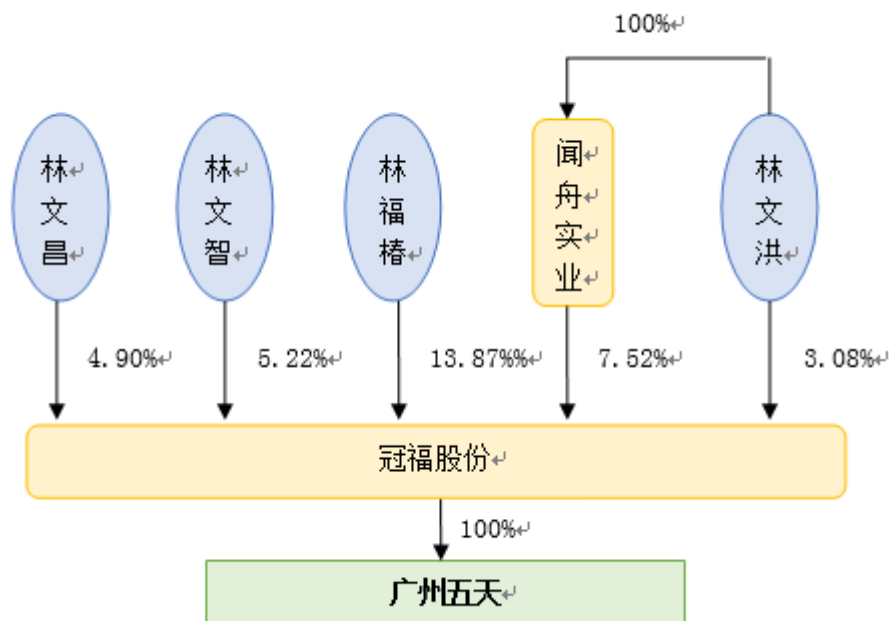 100%↵
林↵
文↵
昌↵
林↵
文↵
智↵
林
福
椿↵
闻↵
舟↵
实↵
业↵
林
文
洪↵
4.90%↵
5.22%↵
13.87%%↵
7.52%↵
3.08%↵
冠福股份↵
100%↵
广州五天↵